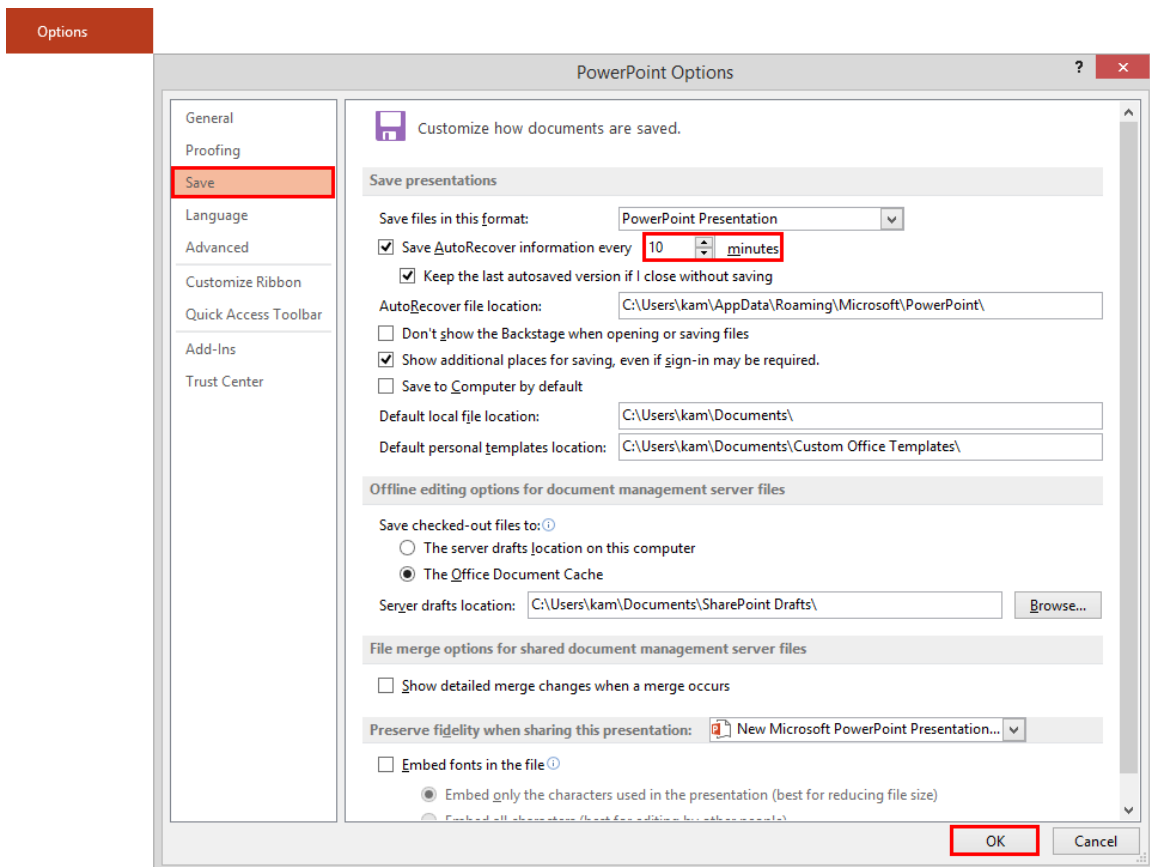 Options
PowerPoint Options
?
General
Proofing
Save
Language
Advanced
Customize Ribbon
Quick Access Toolbar
Add-Ins
Trust Center
Customize how documents are saved.
Save presentations
Save files in this format: PowerPoint Presentation
Save AutoRecover information every 10 minutes
Keep the last autosaved version if I close without saving
AutoRecover file location: C:\Users\kam\AppData\Roaming\Microsoft\PowerPoint\
Don't show the Backstage when opening or saving files
Show additional places for saving, even if sign-in may be required.
Save to Computer by default
Default local file location: C:\Users\kam\Documents\
Default personal templates location: C:\Users\kam\Documents\Custom Office Templates\
Offline editing options for document management server files
Save checked-out files to:
The server drafts location on this computer
The Office Document Cache
Server drafts location: C:\Users\kam\Documents\SharePoint Drafts\ Browse...
File merge options for shared document management server files
Show detailed merge changes when a merge occurs
Preserve fidelity when sharing this presentation: New Microsoft PowerPoint Presentation...
Embed fonts in the file
Embed only the characters used in the presentation (best for reducing file size)
Embed all characters (best for editing by other people)
OK Cancel